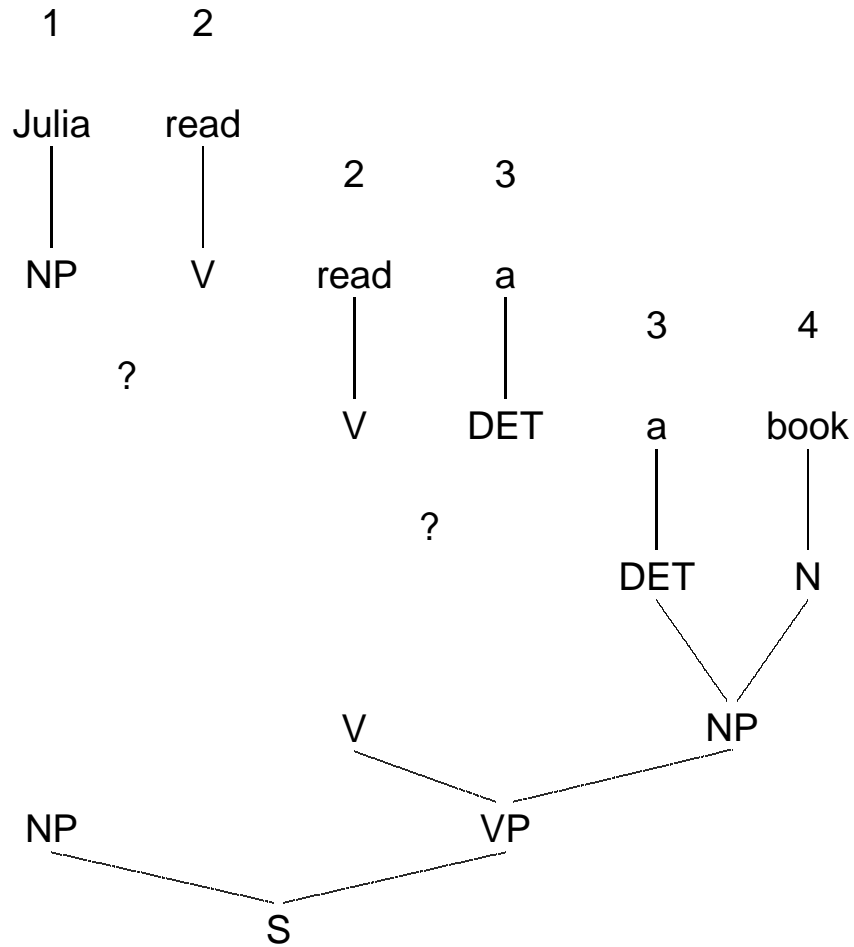 1 2
Julia read
2 3
NP V read a
3 4
?
V DET a book
?
DET N
V NP
NP VP
S